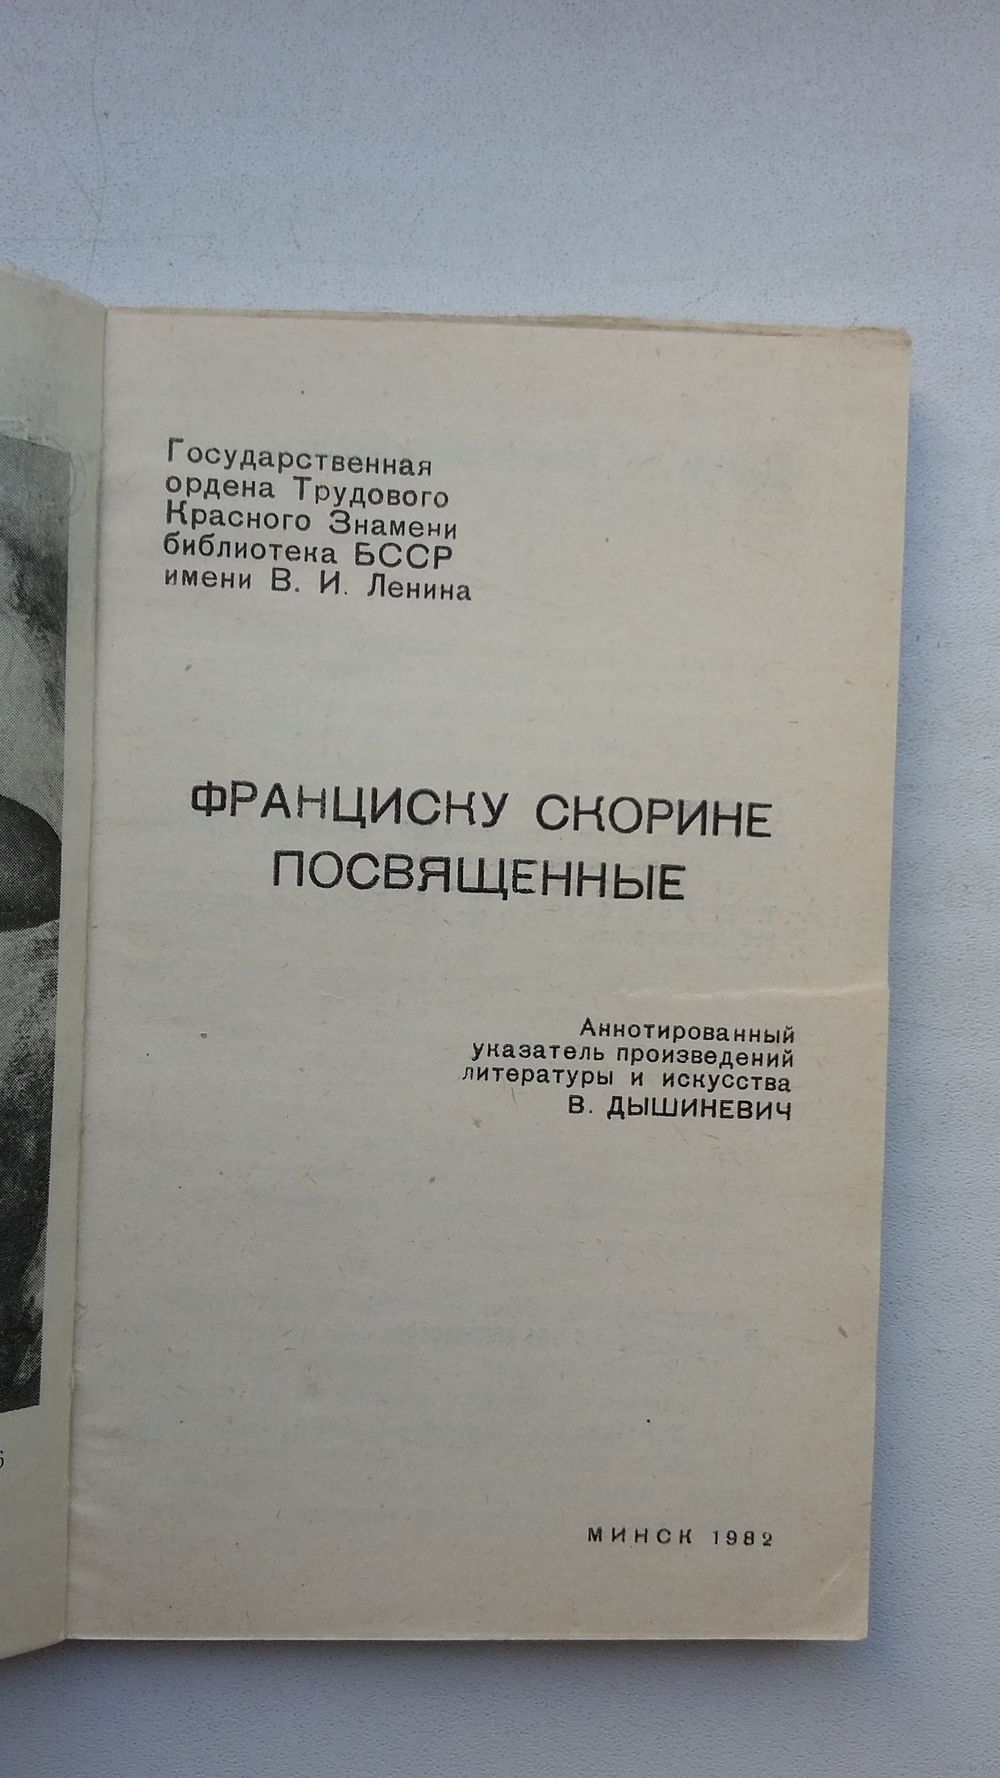 Государственная
ордена Трудового
Красного Знамени
библиотека БССР
имени В. И. Ленина
ФРАНЦИСКУ СКОРИНЕ
ПОСВЯЩЕННЫЕ
Аннотированный
указатель произведений
литературы и искусства
В. ДЫШИНЕВИЧ
МИНСК 1982